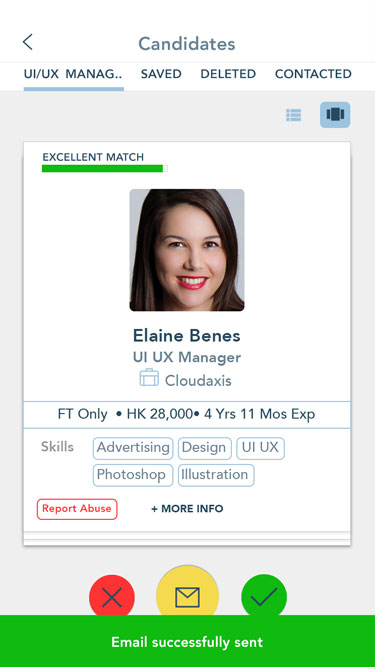 Candidates
UI/UX MANAG.. SAVED DELETED CONTACTED
EXCELLENT MATCH
Elaine Benes
UI UX Manager
Cloudaxis
FT Only • HK 28,000• 4 Yrs 11 Mos Exp
Skills Advertising Design UI UX
Photoshop Illustration
Report Abuse + MORE INFO
Email successfully sent